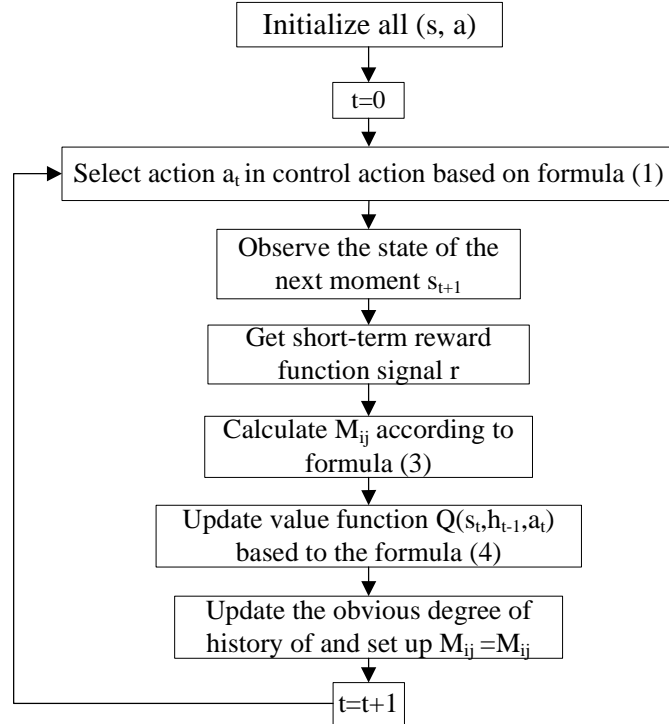 Initialize all (s, a)
t=0
Select action aₜ in control action based on formula (1)
Observe the state of the
next moment sₜ₊₁
Get short-term reward
function signal r
Calculate Mᵢⱼ according to
formula (3)
Update value function Q(sₜ,hₜ₋₁,aₜ)
based to the formula (4)
Update the obvious degree of
history of and set up Mᵢⱼ =Mᵢⱼ
t=t+1